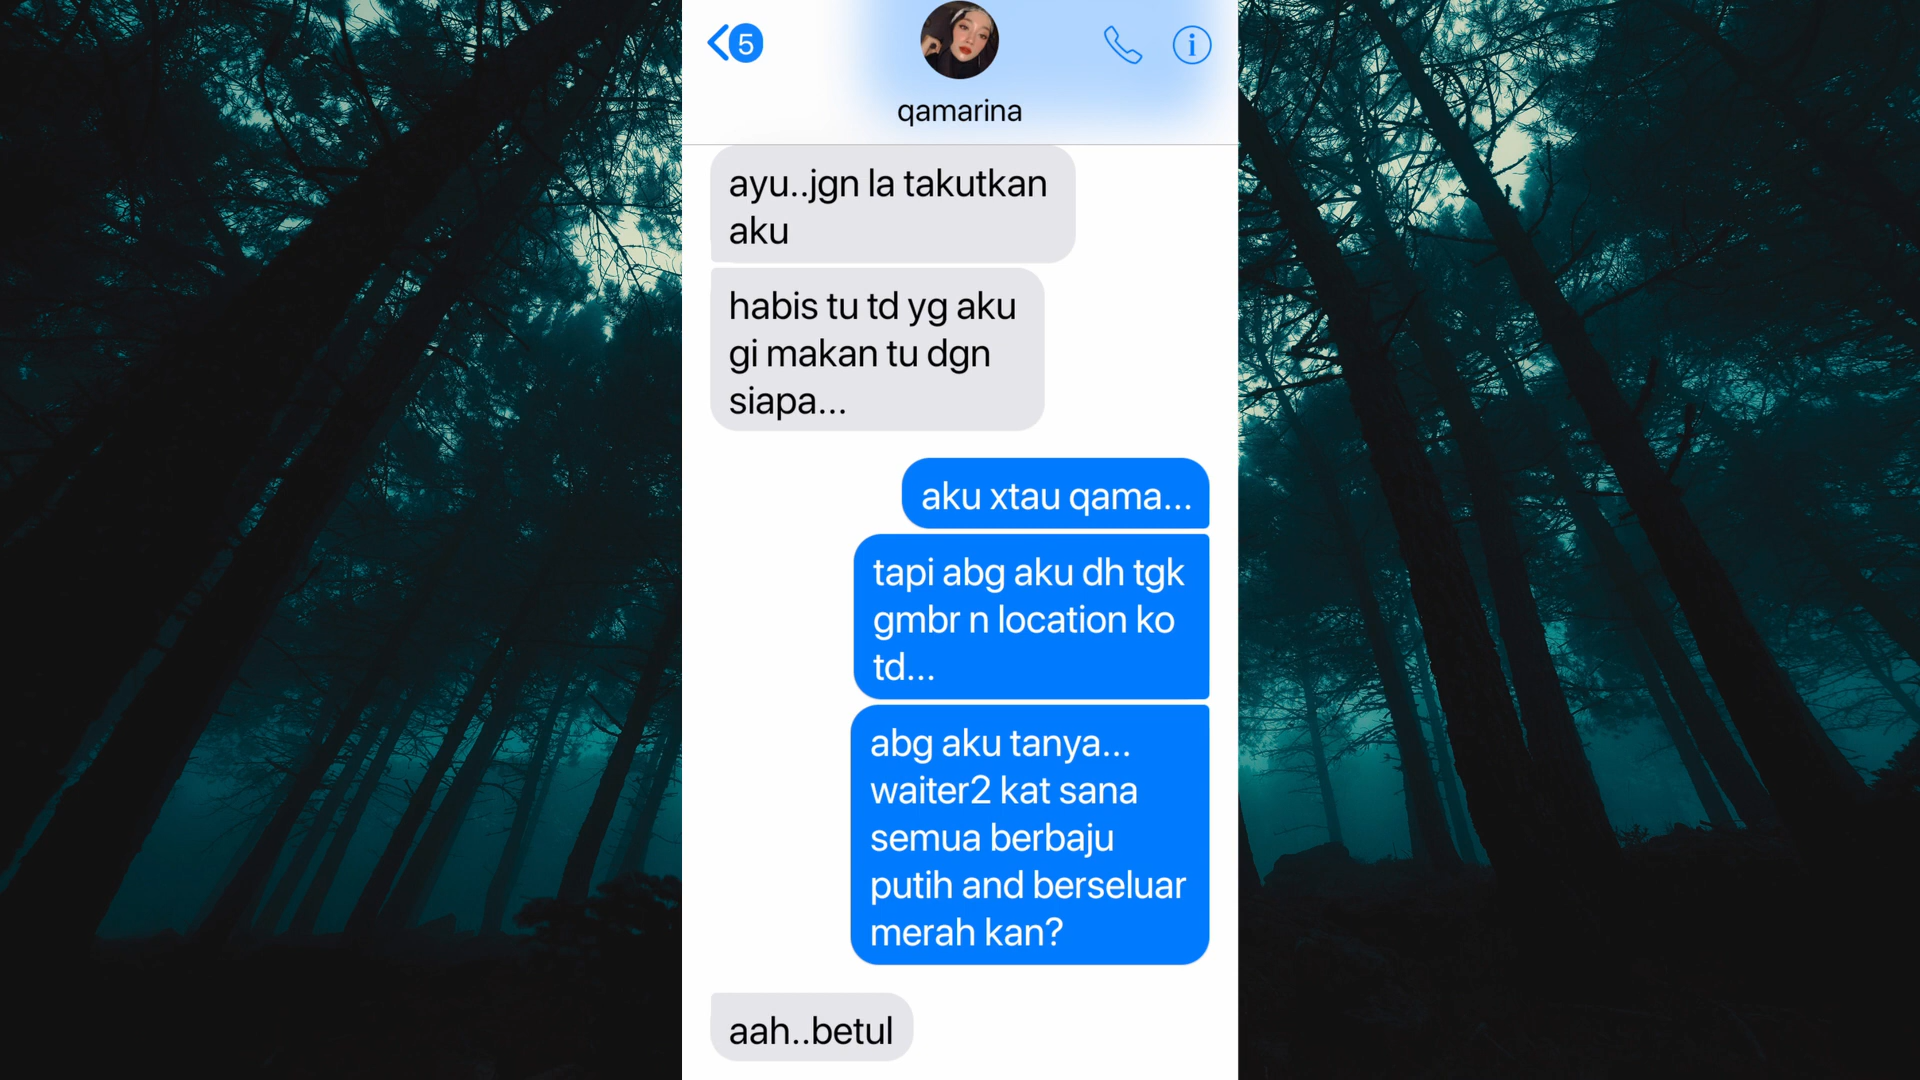 5
qamarina
ayu..jgn la takutkan
aku
habis tu td yg aku
gi makan tu dgn
siapa...
aku xtau qama...
tapi abg aku dh tgk
gmbr n location ko
td...
abg aku tanya...
waiter2 kat sana
semua berbaju
putih and berseluar
merah kan?
aah..betul